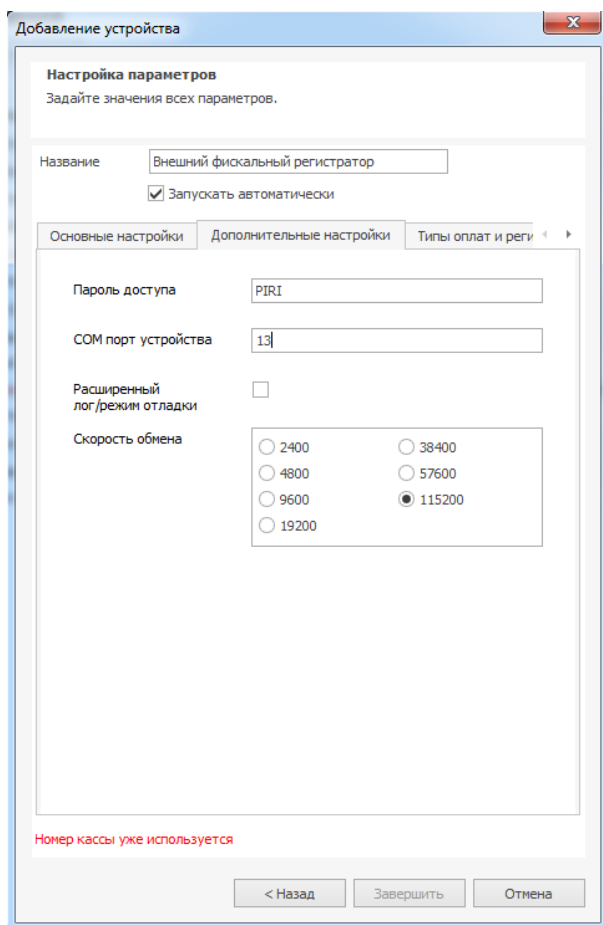 Добавление устройства
Настройка параметров
Задайте значения всех параметров.
Название Внешний фискальный регистратор
Запускать автоматически
Основные настройки Дополнительные настройки Типы оплат и реги
Пароль доступа PIRI
COM порт устройства 13
Расширенный
лог/режим отладки
Скорость обмена
2400 38400
4800 57600
9600 115200
19200
Номер кассы уже используется
< Назад Завершить Отмена